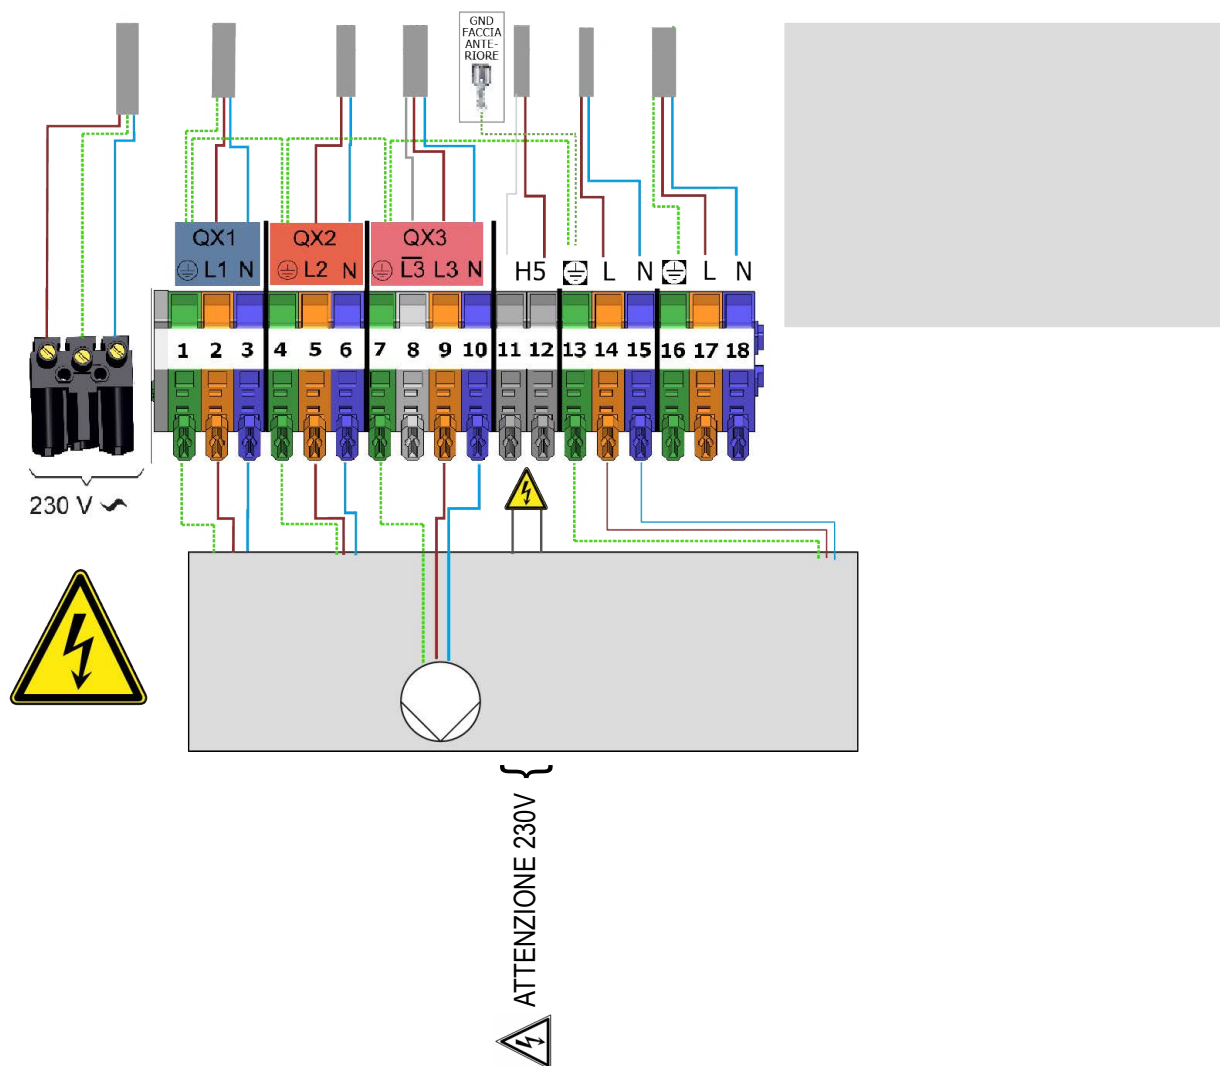 GND
FACCIA
ANTE-
RIORE
QX1
QX2
QX3
L1 N
L2 N
L3 L3 N
H5
L N
L N
1 2 3 4 5 6 7 8 9 10 11 12 13 14 15 16 17 18
230 V
ATTENZIONE 230V